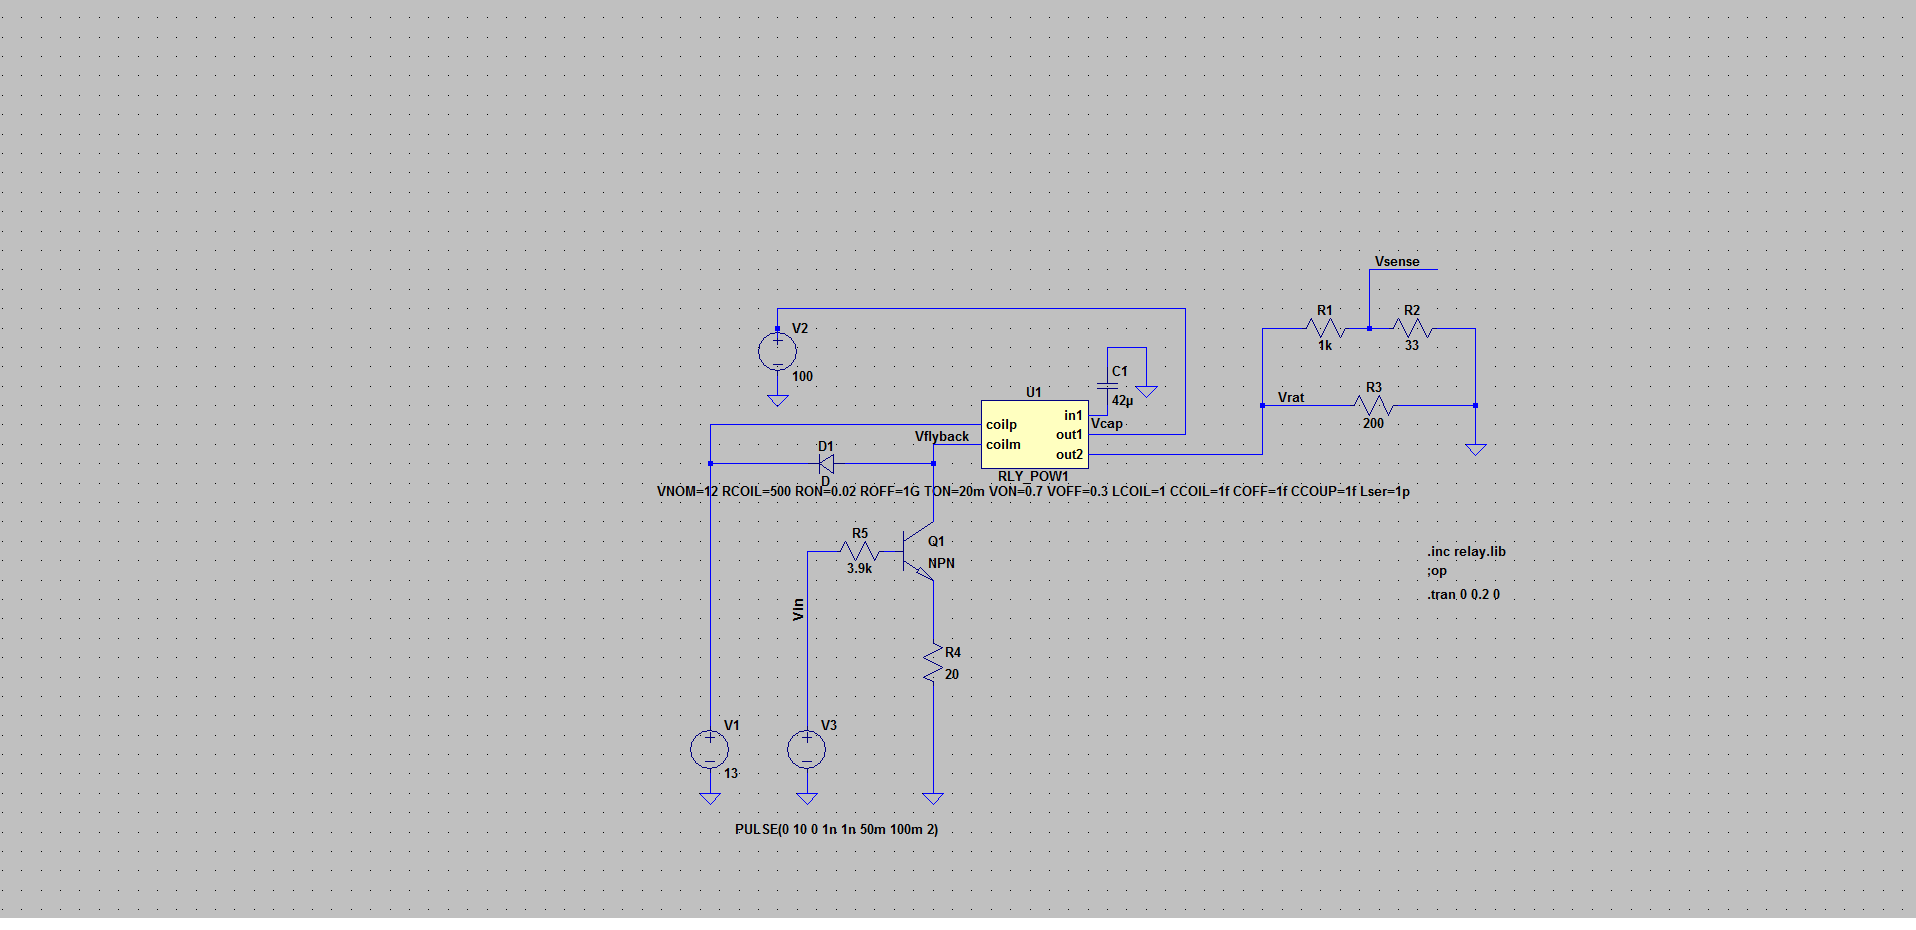 Vsense
R1
R2
1k
33
V2
100
C1
42µ
R3
Vrat
200
U1
in1
Vcap
coilp
out1
Vflyback
coilm
out2
D1
D
RLY_POW1
VNOM=12 RCOIL=500 RON=0.02 ROFF=1G TON=20m VON=0.7 VOFF=0.3 LCOIL=1 CCOIL=1f COFF=1f CCOUP=1f Lser=1p
R5
3.9k
Q1
NPN
.inc relay.lib
;op
.tran 0 0.2 0
Vin
R4
20
V1
13
V3
PULSE(0 10 0 1n 1n 50m 100m 2)